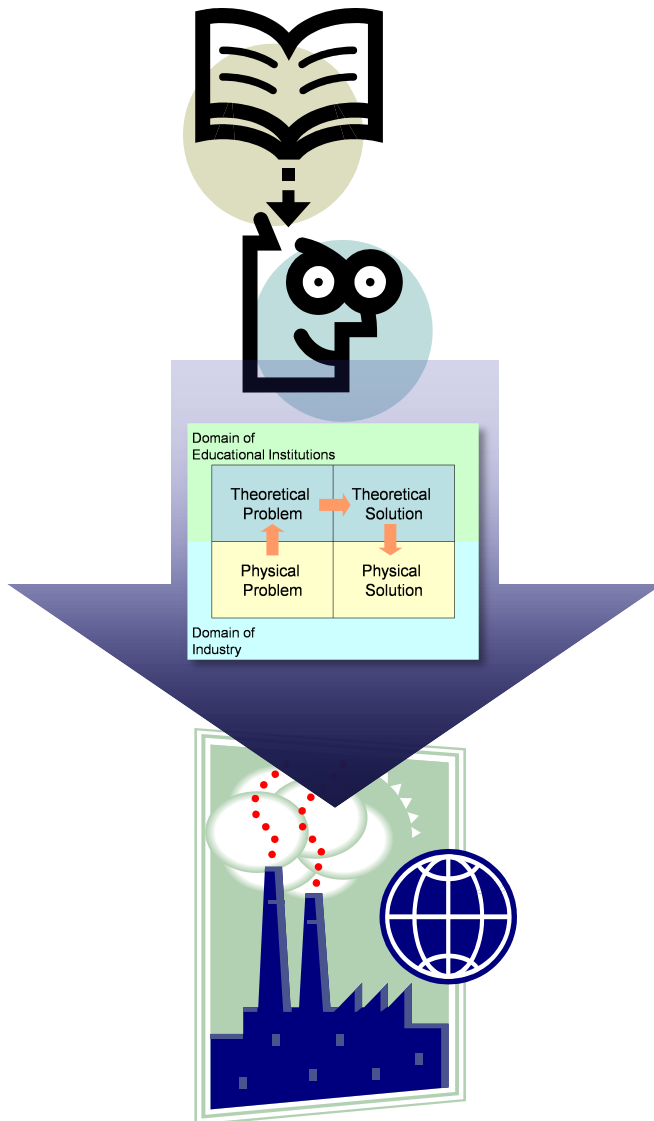 Domain of
Educational Institutions
Theoretical
Problem
Theoretical
Solution
Physical
Problem
Physical
Solution
Domain of
Industry